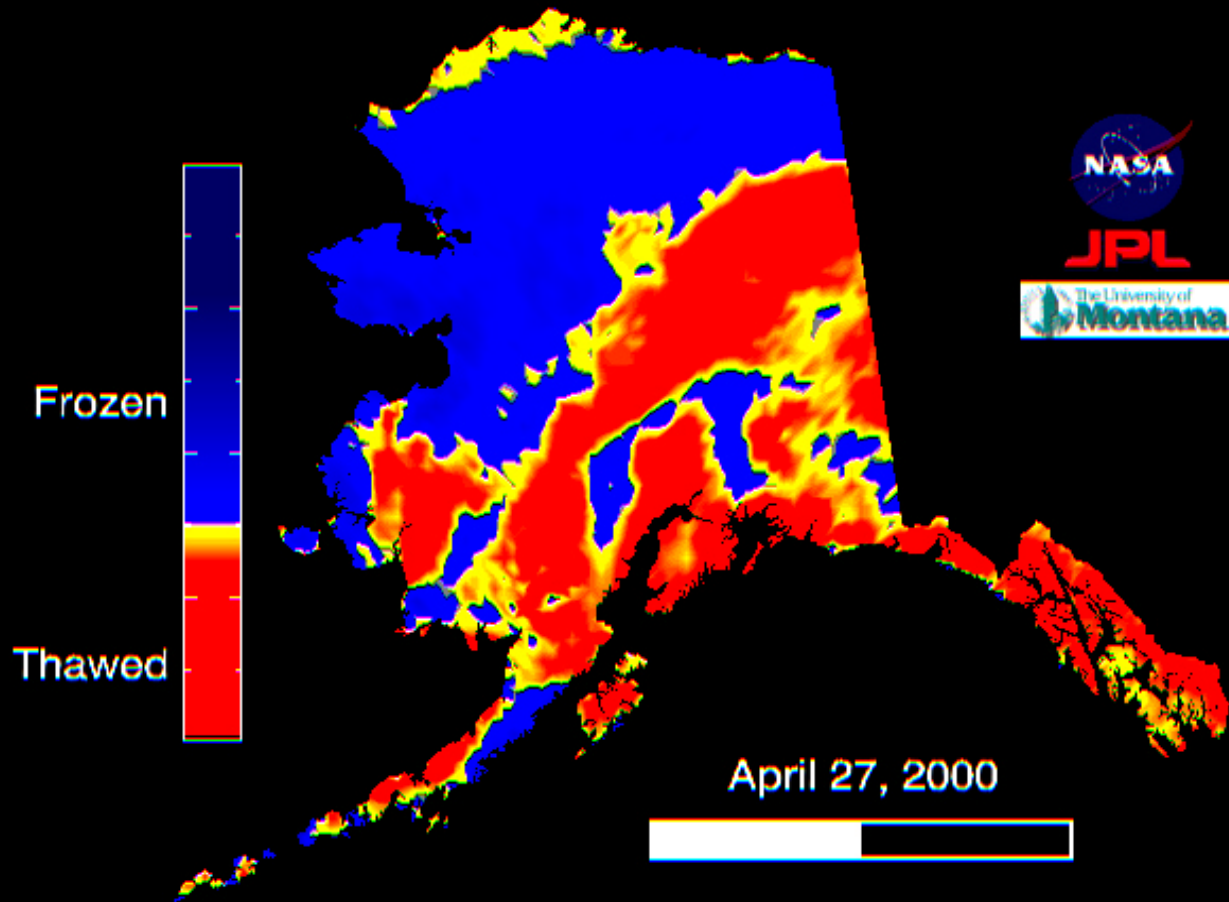 NASA
JPL
The University of
Montana
Frozen
Thawed
April 27, 2000